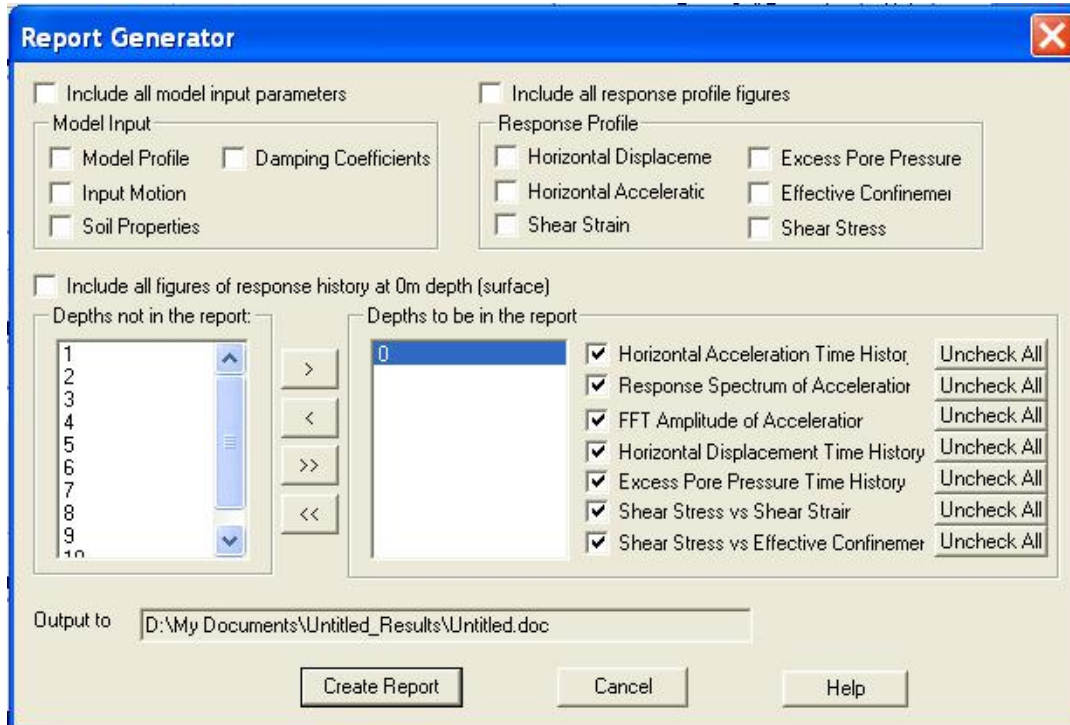 Report Generator
Include all model input parameters
Include all response profile figures
Model Input
Model Profile
Damping Coefficients
Input Motion
Soil Properties
Response Profile
Horizontal Displaceme
Excess Pore Pressure
Horizontal Acceleratic
Effective Confinemer
Shear Strain
Shear Stress
Include all figures of response history at 0m depth (surface)
Depths not in the report:
1
2
3
4
5
6
7
8
9
10
>
<
>>
<<
Depths to be in the report
0
Horizontal Acceleration Time Histor
Uncheck All
Response Spectrum of Acceleratior
Uncheck All
FFT Amplitude of Acceleratior
Uncheck All
Horizontal Displacement Time History
Uncheck All
Excess Pore Pressure Time History
Uncheck All
Shear Stress vs Shear Strair
Uncheck All
Shear Stress vs Effective Confinemer
Uncheck All
Output to
D:\My Documents\Untitled_Results\Untitled.doc
Create Report
Cancel
Help